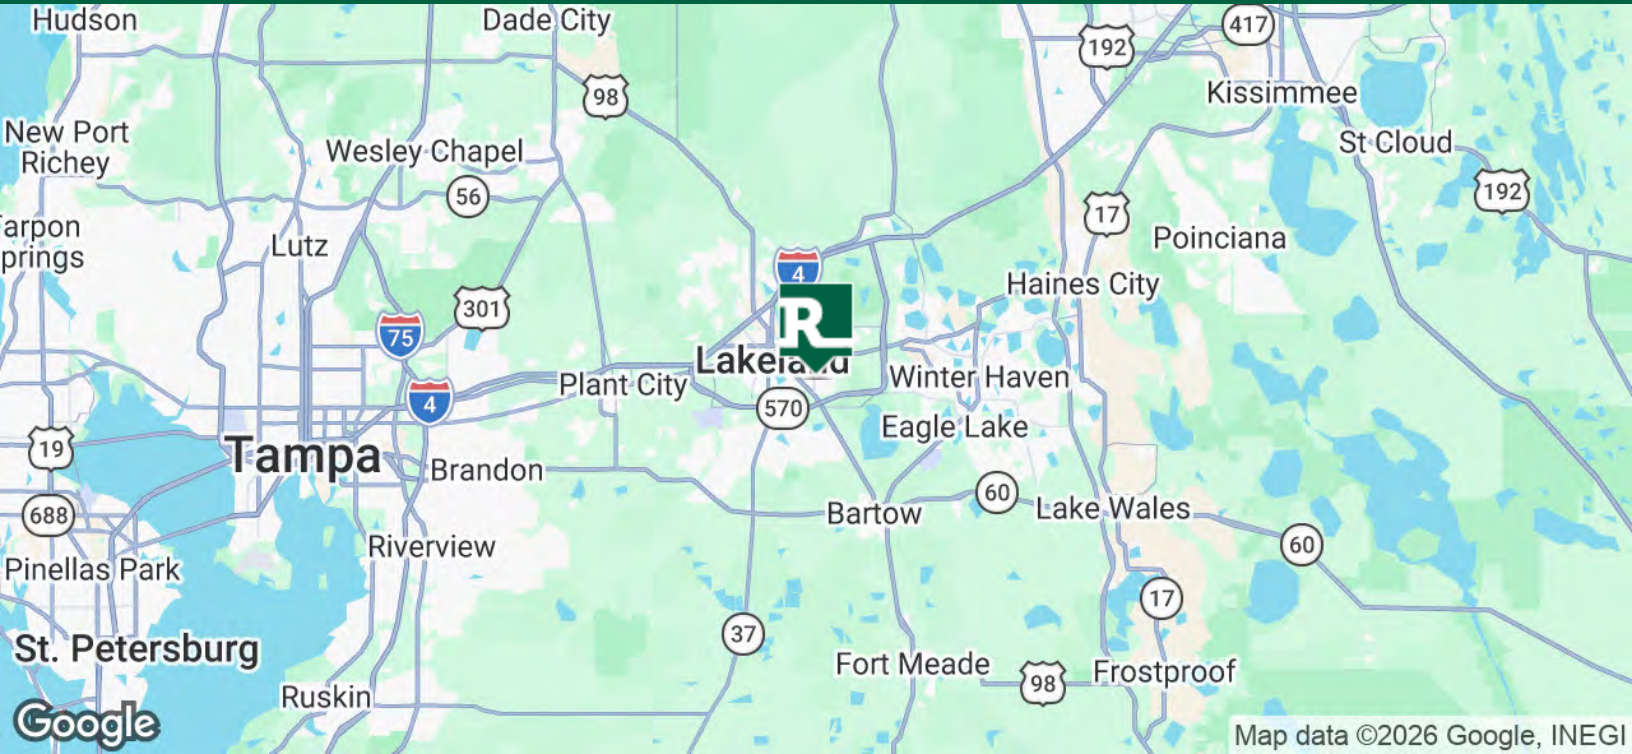 Hudson
Dade City
417
192
98
Kissimmee
New Port
Richey
Wesley Chapel
St Cloud
56
192
17
arpon
prings
Lutz
Poinciana
4
Haines City
301
R
75
Lakeland
Plant City
Winter Haven
4
570
Eagle Lake
19
Tampa
Brandon
60
688
Bartow
Lake Wales
Riverview
60
Pinellas Park
17
37
St. Petersburg
Fort Meade
98
Frostproof
Ruskin
Google
Map data ©2026 Google, INEGI